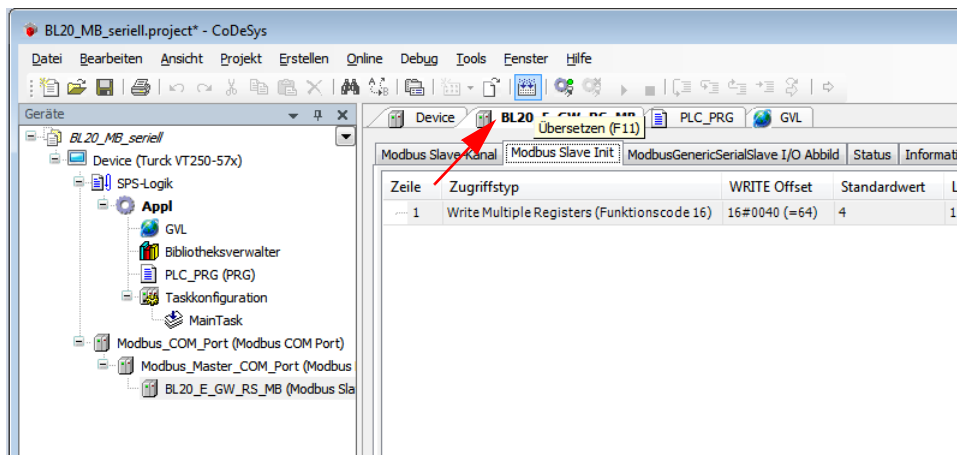 BL20_MB_seriell.project* - CoDeSys
Datei Bearbeiten Ansicht Projekt Erstellen Online Debug Tools Fenster Hilfe
Geräte
Device BL20_E_GW_RS_MB PLC_PRG GVL
Übersetzen (F11)
BL20_MB_seriell
Device (Turck VT250-57x)
SPS-Logik
Appl
GVL
Bibliotheksverwalter
PLC_PRG (PRG)
Taskkonfiguration
MainTask
Modbus_COM_Port (Modbus COM Port)
Modbus_Master_COM_Port (Modbus
BL20_E_GW_RS_MB (Modbus Sla
Modbus Slave-Kanal Modbus Slave Init ModbusGenericSerialSlave I/O Abbild Status Informati
Zeile Zugriffstyp WRITE Offset Standardwert L
1 Write Multiple Registers (Funktionscode 16) 16#0040 (=64) 4 1